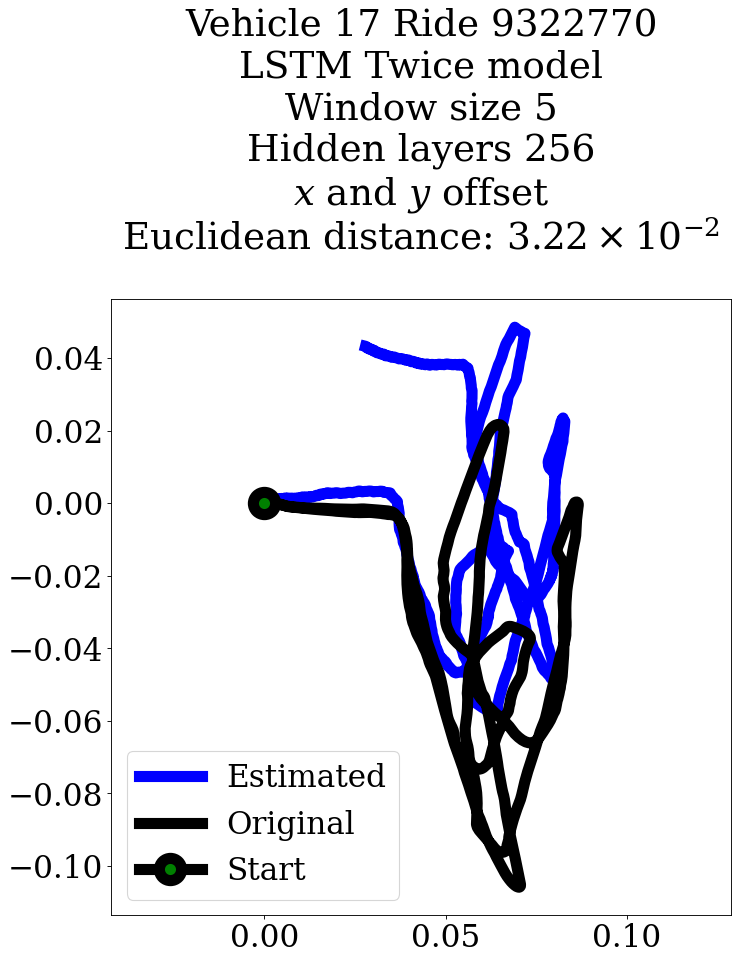 Vehicle 17 Ride 9322770
LSTM Twice model
Window size 5
Hidden layers 256
x and y offset
Euclidean distance: 3.22 × 10⁻²
0.04
0.02
0.00
−0.02
−0.04
−0.06
−0.08
−0.10
Estimated
Original
Start
0.00 0.05 0.10